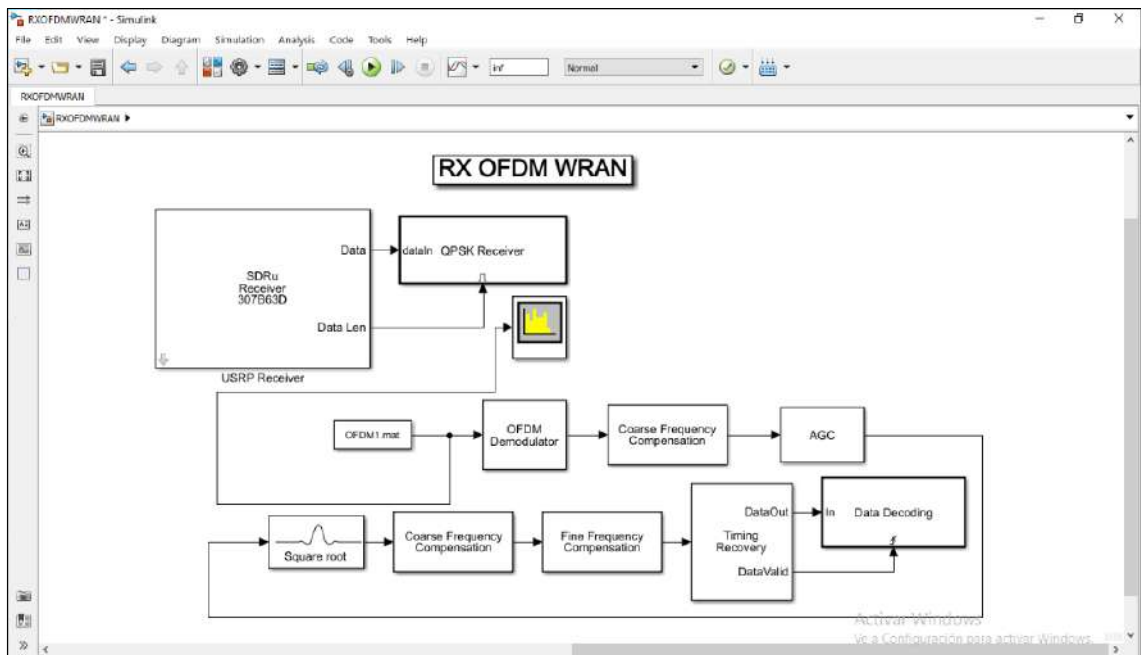 RXOFDMWRAN * - Simulink
File Edit View Display Diagram Simulation Analysis Code Tools Help
inf Normal
RXOFDMWRAN
RXOFDMWRAN
RX OFDM WRAN
Data
dataIn QPSK Receiver
SDRu
Receiver
307B63D
Data Len
USRP Receiver
OFDM1.mat
OFDM
Demodulator
Coarse Frequency
Compensation
AGC
Square root
Coarse Frequency
Compensation
Fine Frequency
Compensation
DataOut
Timing
Recovery
DataValid
In Data Decoding
Activar Windows
Ve a Configuración para activar Windows.